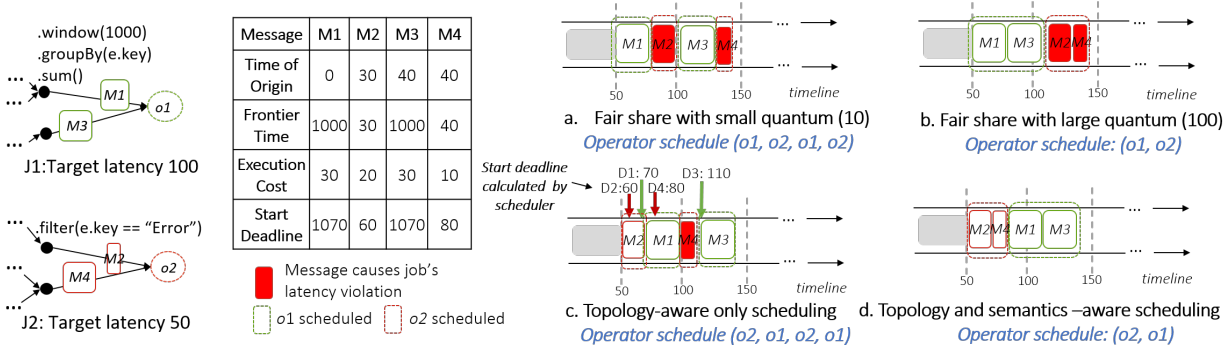 .window(1000)
.groupBy(e.key)
.sum()
...
...
M1
o1
M3
...
J1:Target latency 100
...
.filter(e.key == “Error”)
...
M2
o2
M4
...
J2: Target latency 50
Message M1 M2 M3 M4
Time of Origin 0 30 40 40
Frontier Time 1000 30 1000 40
Execution Cost 30 20 30 10
Start Deadline 1070 60 1070 80
Message causes job's
latency violation
o1 scheduled
o2 scheduled
...
M1 M2 M3 M4
...
50 100 150 timeline
a. Fair share with small quantum (10)
Operator schedule (o1, o2, o1, o2)
...
M1 M3 M2 M4
...
50 100 150 timeline
b. Fair share with large quantum (100)
Operator schedule: (o1, o2)
Start deadline
calculated by
scheduler
D1: 70 D3: 110
D2:60 D4:80
...
M2 M1 M4 M3
...
50 100 150 timeline
c. Topology-aware only scheduling
Operator schedule (o2, o1, o2, o1)
...
M2 M4 M1 M3
...
50 100 150 timeline
d. Topology and semantics –aware scheduling
Operator schedule: (o2, o1)